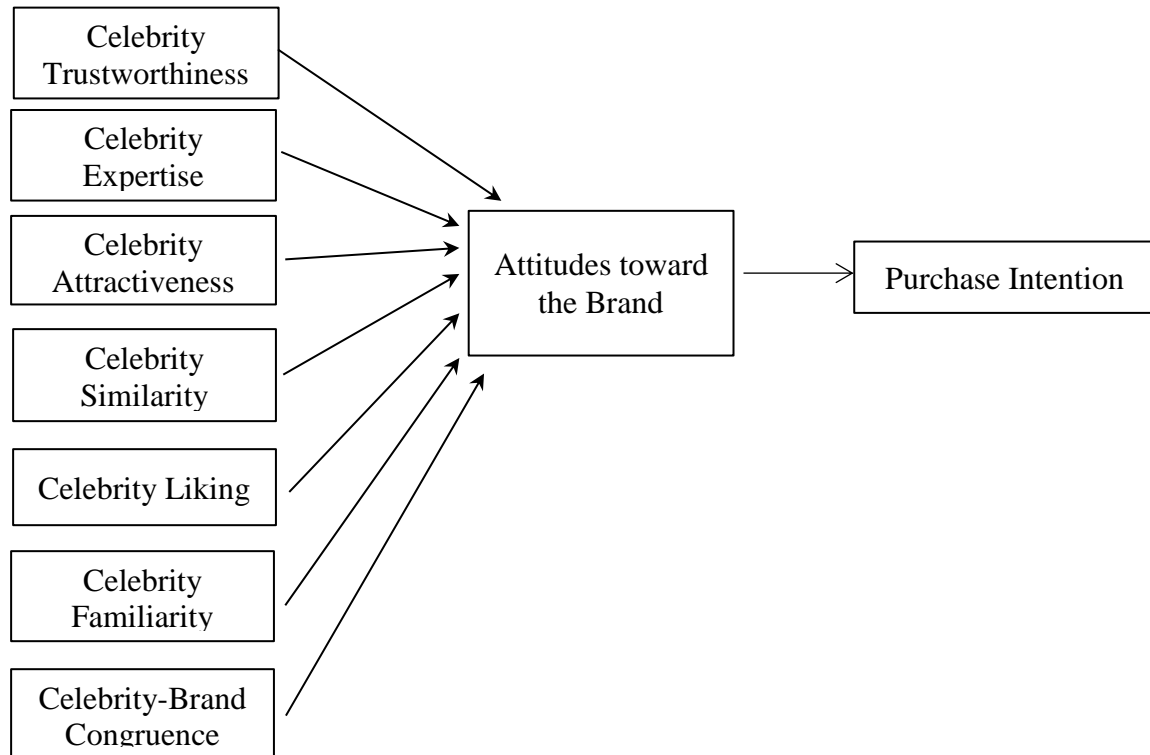 Celebrity
Trustworthiness
Celebrity
Expertise
Celebrity
Attractiveness
Celebrity
Similarity
Celebrity Liking
Celebrity
Familiarity
Celebrity-Brand
Congruence
Attitudes toward
the Brand
Purchase Intention